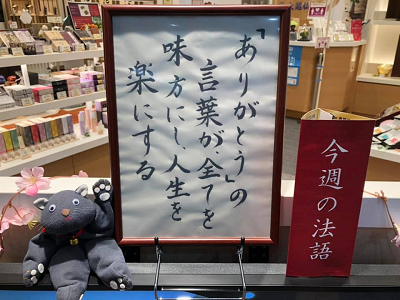 「ありがとう」の
言葉が全てを
味方にし、人生を
楽にする
今週の法語